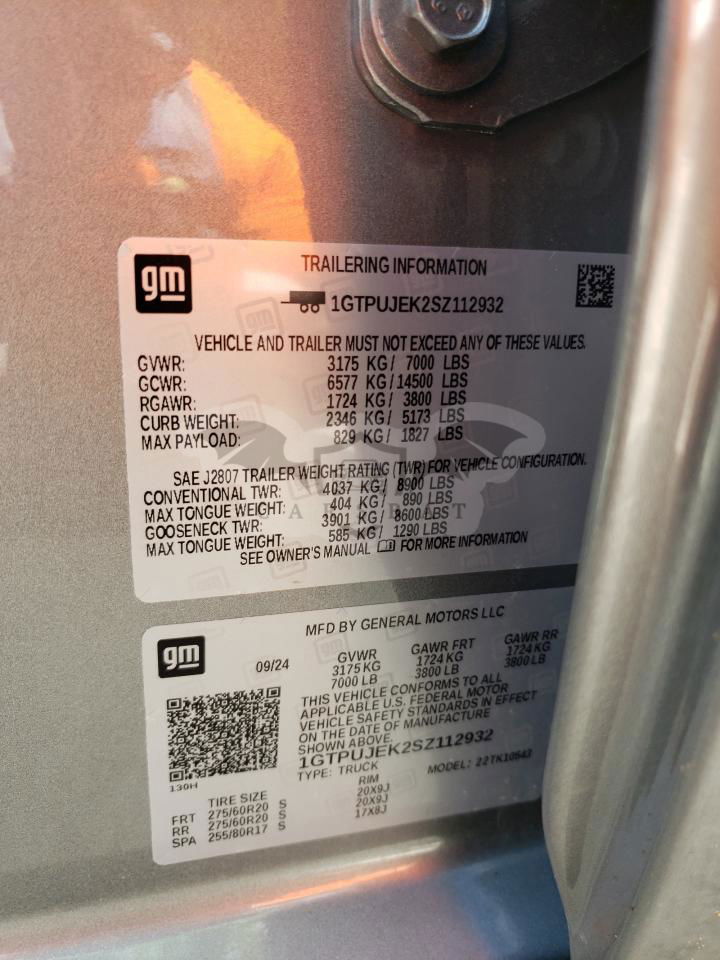 gm
TRAILERING INFORMATION
1GTPUJEK2SZ112932
VEHICLE AND TRAILER MUST NOT EXCEED ANY OF THESE VALUES.
GVWR: 3175 KG/ 7000 LBS
GCWR: 6577 KG/14500 LBS
RGAWR: 1724 KG/ 3800 LBS
CURB WEIGHT: 2346 KG/ 5173 LBS
MAX PAYLOAD: 829 KG/ 1827 LBS
SAE J2807 TRAILER WEIGHT RATING (TWR) FOR VEHICLE CONFIGURATION.
CONVENTIONAL TWR: 4037 KG/ 8900 LBS
MAX TONGUE WEIGHT: 404 KG/ 890 LBS
GOOSENECK TWR: 3901 KG/ 8600 LBS
MAX TONGUE WEIGHT: 585 KG/ 1290 LBS
SEE OWNER'S MANUAL FOR MORE INFORMATION
gm
MFD BY GENERAL MOTORS LLC
09/24 GVWR GAWR FRT GAWR RR
3175KG 1724 KG 1724 KG
7000 LB 3800 LB 3800 LB
THIS VEHICLE CONFORMS TO ALL
APPLICABLE U.S. FEDERAL MOTOR
VEHICLE SAFETY STANDARDS IN EFFECT
ON THE DATE OF MANUFACTURE
SHOWN ABOVE.
1GTPUJEK2SZ112932
TYPE: TRUCK MODEL: 22TK10543
130H
TIRE SIZE RIM
FRT 275/60R20 S 20X9J
RR 275/60R20 S 20X9J
SPA 255/80R17 S 17X8J